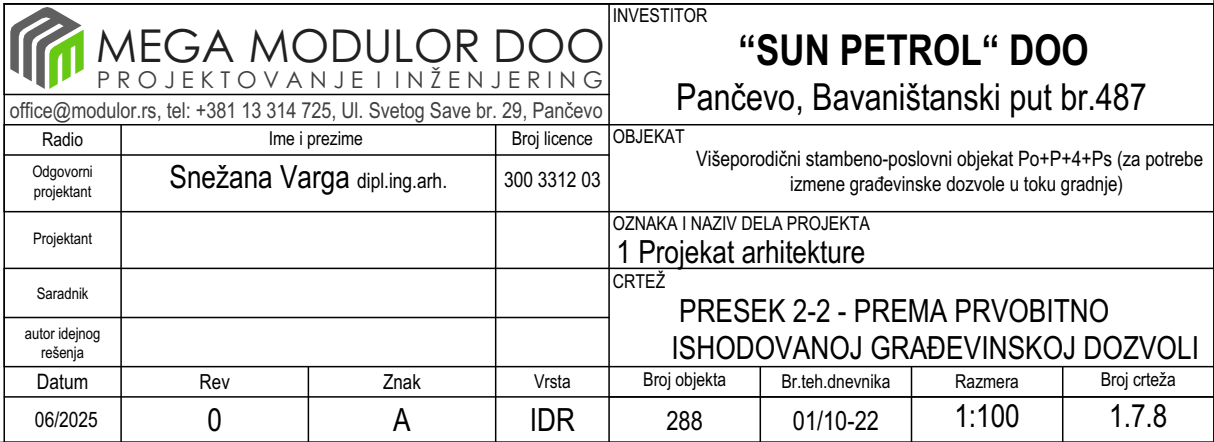 MEGA MODULOR DOO
PROJEKTOVANJE I INŽENJERING
office@modulor.rs, tel: +381 13 314 725, Ul. Svetog Save br. 29, Pančevo
INVESTITOR
“SUN PETROL“ DOO
Pančevo, Bavaništanski put br.487
Radio Ime i prezime Broj licence
Odgovorni
projektant
Snežana Varga dipl.ing.arh. 300 3312 03
Projektant
Saradnik
autor idejnog
rešenja
OBJEKAT
Višeporodični stambeno-poslovni objekat Po+P+4+Ps (za potrebe
izmene građevinske dozvole u toku gradnje)
OZNAKA I NAZIV DELA PROJEKTA
1 Projekat arhitekture
CRTEŽ
PRESEK 2-2 - PREMA PRVOBITNO
ISHODOVANOJ GRAĐEVINSKOJ DOZVOLI
Datum Rev Znak Vrsta Broj objekta Br.teh.dnevnika Razmera Broj crteža
06/2025 0 A IDR 288 01/10-22 1:100 1.7.8